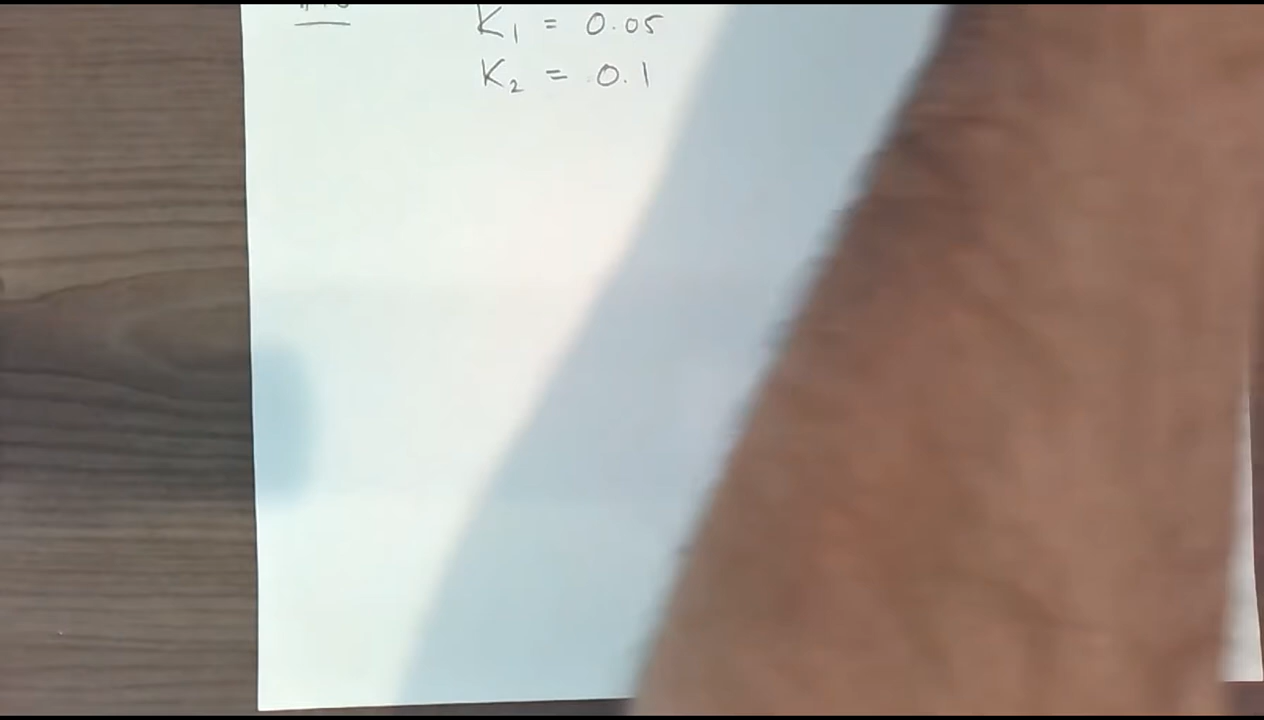 K₁ = 0.05
K₂ = 0.1